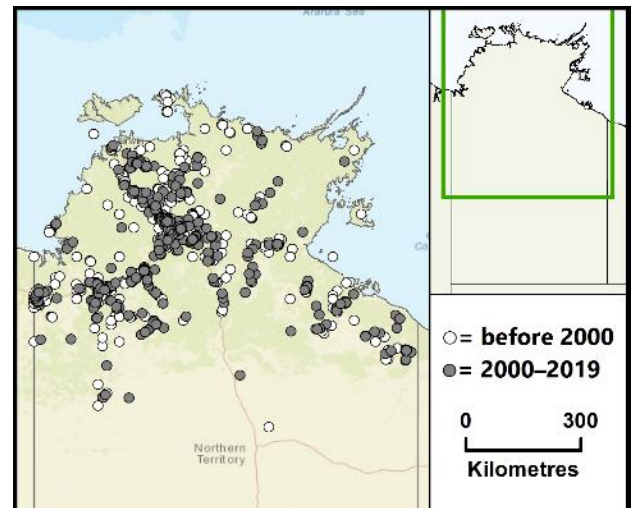 Arafura Sea
○ = before 2000
● = 2000–2019
0 300
Kilometres
Northern
Territory